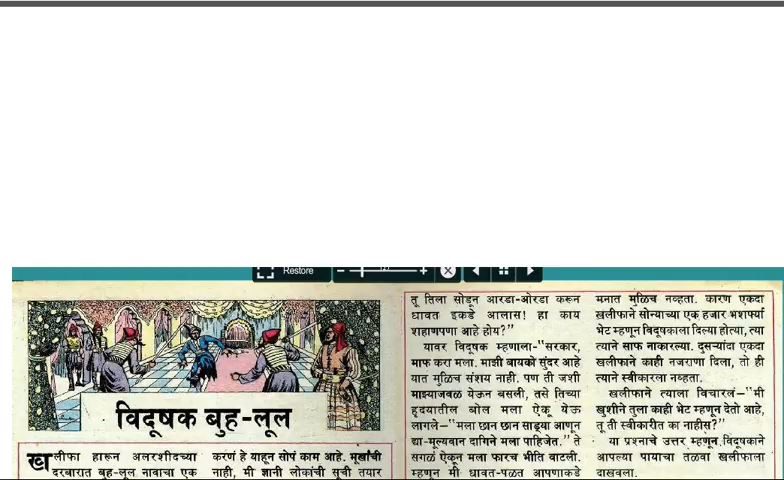 Restore
विदूषक बुह-लूल
खलीफा हारून अलरशीदच्या
दरबारात बुह-लूल नावाचा एक
करणं हे याहून सोपं काम आहे. मूर्खांची
नाही, मी ज्ञानी लोकांची सूची तयार
तू तिला सोडून आरडा-ओरडा करून
धावत इकडे आलास! हा काय
शहाणपणा आहे होय?”
यावर विदूषक म्हणाला-“सरकार,
माफ करा मला. माझी बायको सुंदर आहे
यात मुळिच संशय नाही. पण ती जशी
माझ्याजवळ येऊन बसली, तसे तिच्या
हृदयातील बोल मला ऐकू येऊ
लागले-“मला छान छान साड्या आणून
द्या-मूल्यवान दागिने मला पाहिजेत.” ते
सगळं ऐकून मला फारच भीति वाटली.
म्हणून मी धावत-पळत आपणाकडे
मनात मुळिच नव्हता. कारण एकदा
खलीफाने सोन्याच्या एक हजार अशर्फ्या
भेट म्हणून विदूषकाला दिल्या होत्या, त्या
त्याने साफ नाकारल्या. दुसऱ्यांदा एकदा
खलीफाने काही नजराणा दिला, तो ही
त्याने स्वीकारला नव्हता.
खलीफाने त्याला विचारलं-“मी
खुशीने तुला काही भेट म्हणून देतो आहे,
तू ती स्वीकारीत का नाहीस?”
या प्रश्नाचे उत्तर म्हणून विदूषकाने
आपल्या पायाचा तळवा खलीफाला
दाखवला.